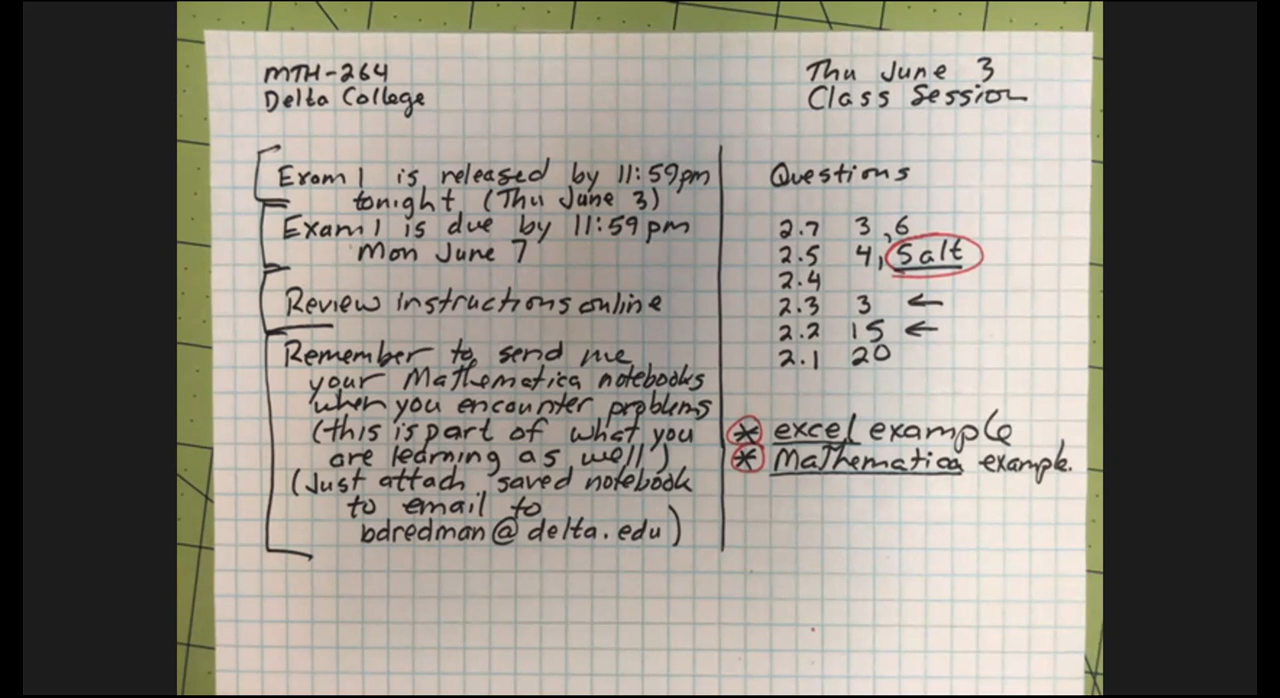 MTH-264
Delta College
Thu June 3
Class Session
Exam 1 is released by 11:59pm
tonight (Thu June 3)
Exam 1 is due by 11:59pm
Mon June 7
Review instructions online
Remember to send me
your Mathematica notebooks
when you encounter problems
(this is part of what you
are learning as well)
(Just attach saved notebook
to email to
bdredman@delta.edu)
Questions
2.7 3, 6
2.5 4, Salt
2.4
2.3 3 ←
2.2 15 ←
2.1 20
* excel example
* Mathematica example.